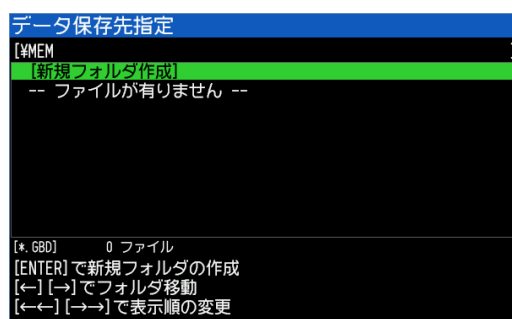 データ保存先指定
[¥MEM ]
[新規フォルダ作成]
-- ファイルが有りません --
[*.GBD] 0 ファイル
[ENTER]で新規フォルダの作成
[←][→]でフォルダ移動
[←←][→→]で表示順の変更